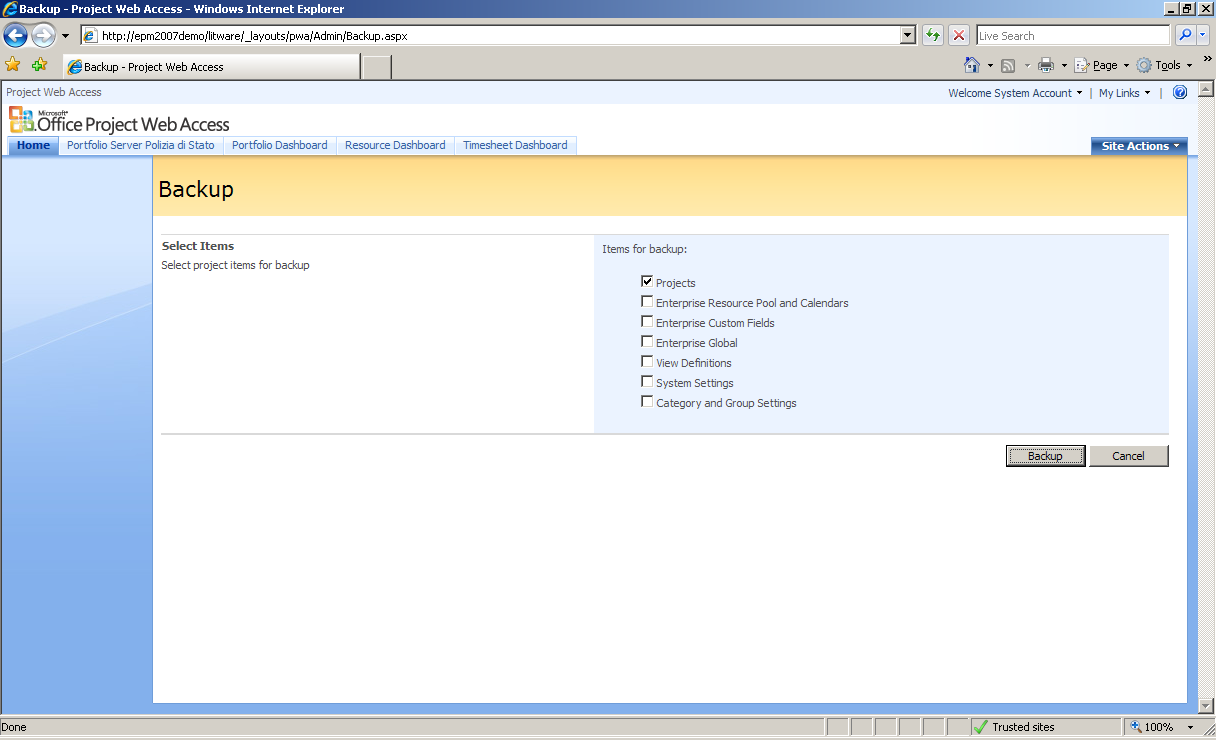 Backup - Project Web Access - Windows Internet Explorer
http://epm2007demo/litware/_layouts/pwa/Admin/Backup.aspx
Live Search
Backup - Project Web Access
Page
Tools
Project Web Access
Welcome System Account
My Links
Microsoft®
Office Project Web Access
Home
Portfolio Server Polizia di Stato
Portfolio Dashboard
Resource Dashboard
Timesheet Dashboard
Site Actions
Backup
Select Items
Select project items for backup
Items for backup:
Projects
Enterprise Resource Pool and Calendars
Enterprise Custom Fields
Enterprise Global
View Definitions
System Settings
Category and Group Settings
Backup
Cancel
Done
Trusted sites
100%